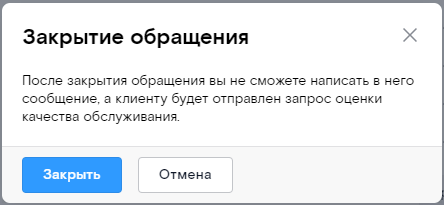 Закрытие обращения
После закрытия обращения вы не сможете написать в него
сообщение, а клиенту будет отправлен запрос оценки
качества обслуживания.
Закрыть
Отмена